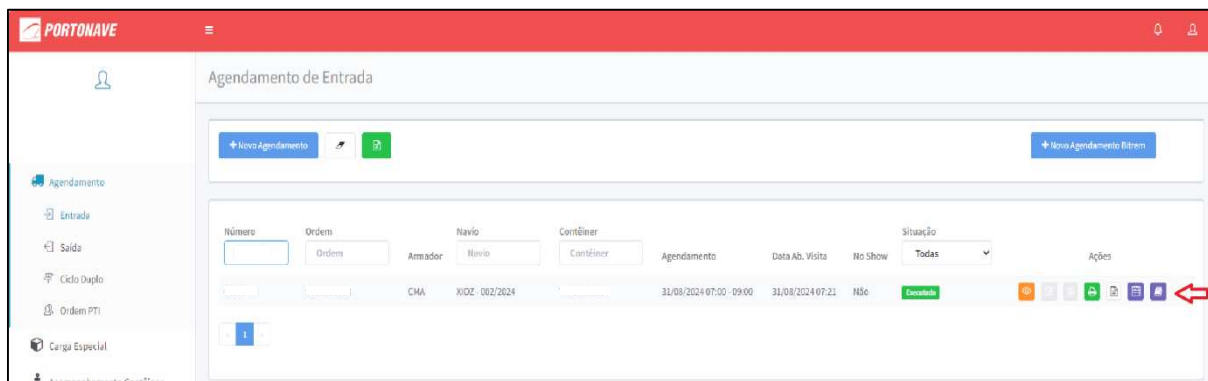 PORTONAVE
Agendamento de Entrada
+ Novo Agendamento
+ Novo Agendamento Bitrem
Agendamento
Entrada
Saída
Ciclo Duplo
Ordem PTI
Carga Especial
Número Ordem Armador Navio Contêiner Agendamento Data Ab. Visita No Show Situação Ações
Ordem Navio Contêiner Todas
CMA XIDZ - 002/2024 31/08/2024 07:00 - 09:00 31/08/2024 07:21 Não Executado
1